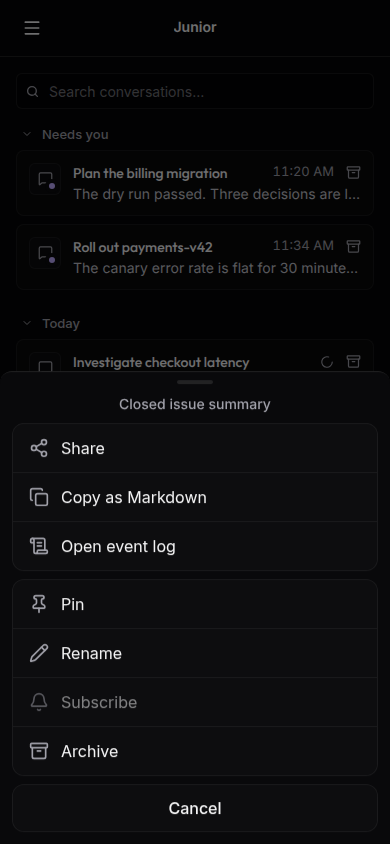 Junior
Search conversations...
Needs you
Plan the billing migration
11:20 AM
The dry run passed. Three decisions are l...
Roll out payments-v42
11:34 AM
The canary error rate is flat for 30 minute...
Today
Investigate checkout latency
Closed issue summary
Share
Copy as Markdown
Open event log
Pin
Rename
Subscribe
Archive
Cancel